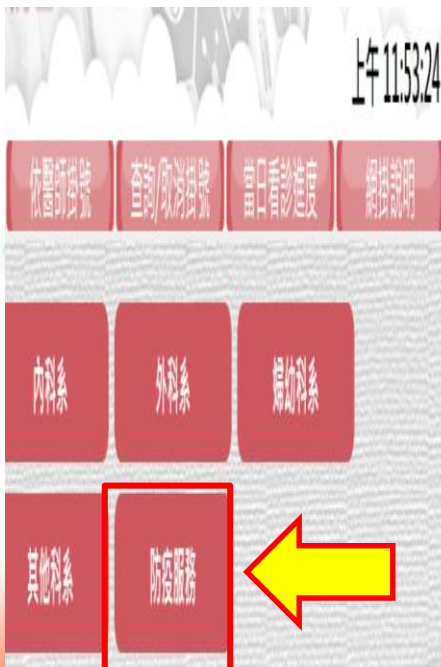 上午 11:53:24
依醫師掛號 查詢/取消掛號 當日看診進度 網掛說明
內科系 外科系 婦幼科系
其他科系 防疫服務